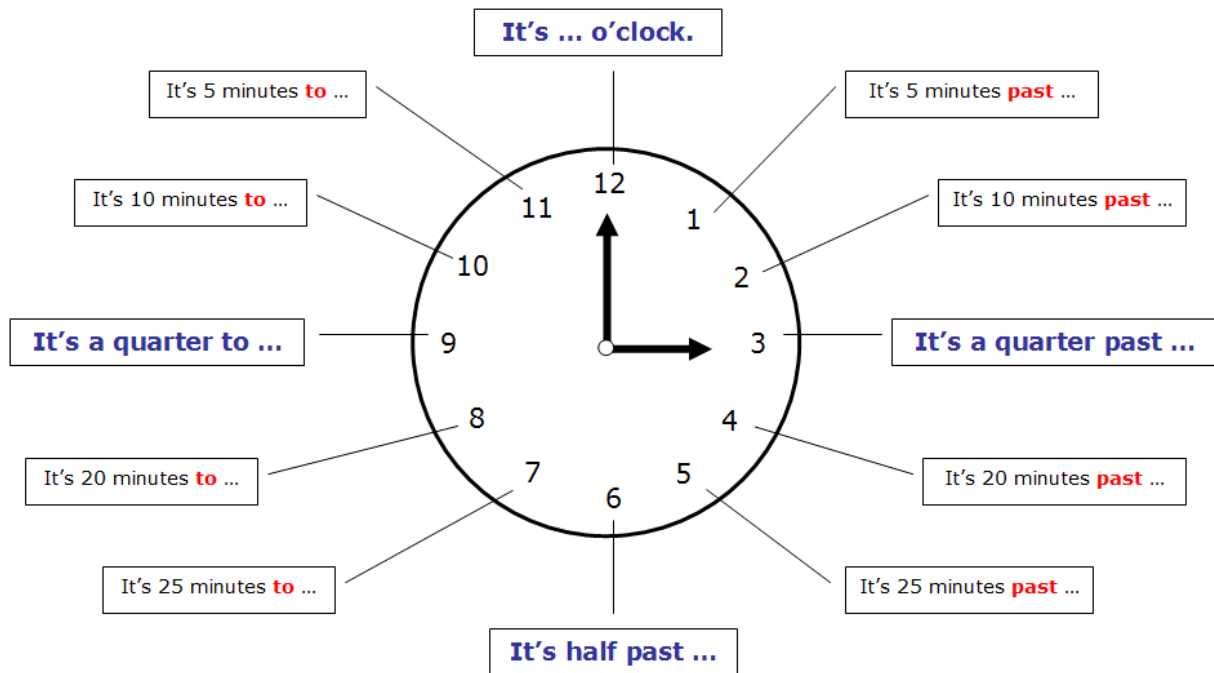 It's ... o'clock.
It's 5 minutes to ...
It's 5 minutes past ...
It's 10 minutes to ...
It's 10 minutes past ...
12
11
1
10
2
It's a quarter to ...
9
3
It's a quarter past ...
8
4
7
5
6
It's 20 minutes to ...
It's 20 minutes past ...
It's 25 minutes to ...
It's 25 minutes past ...
It's half past ...